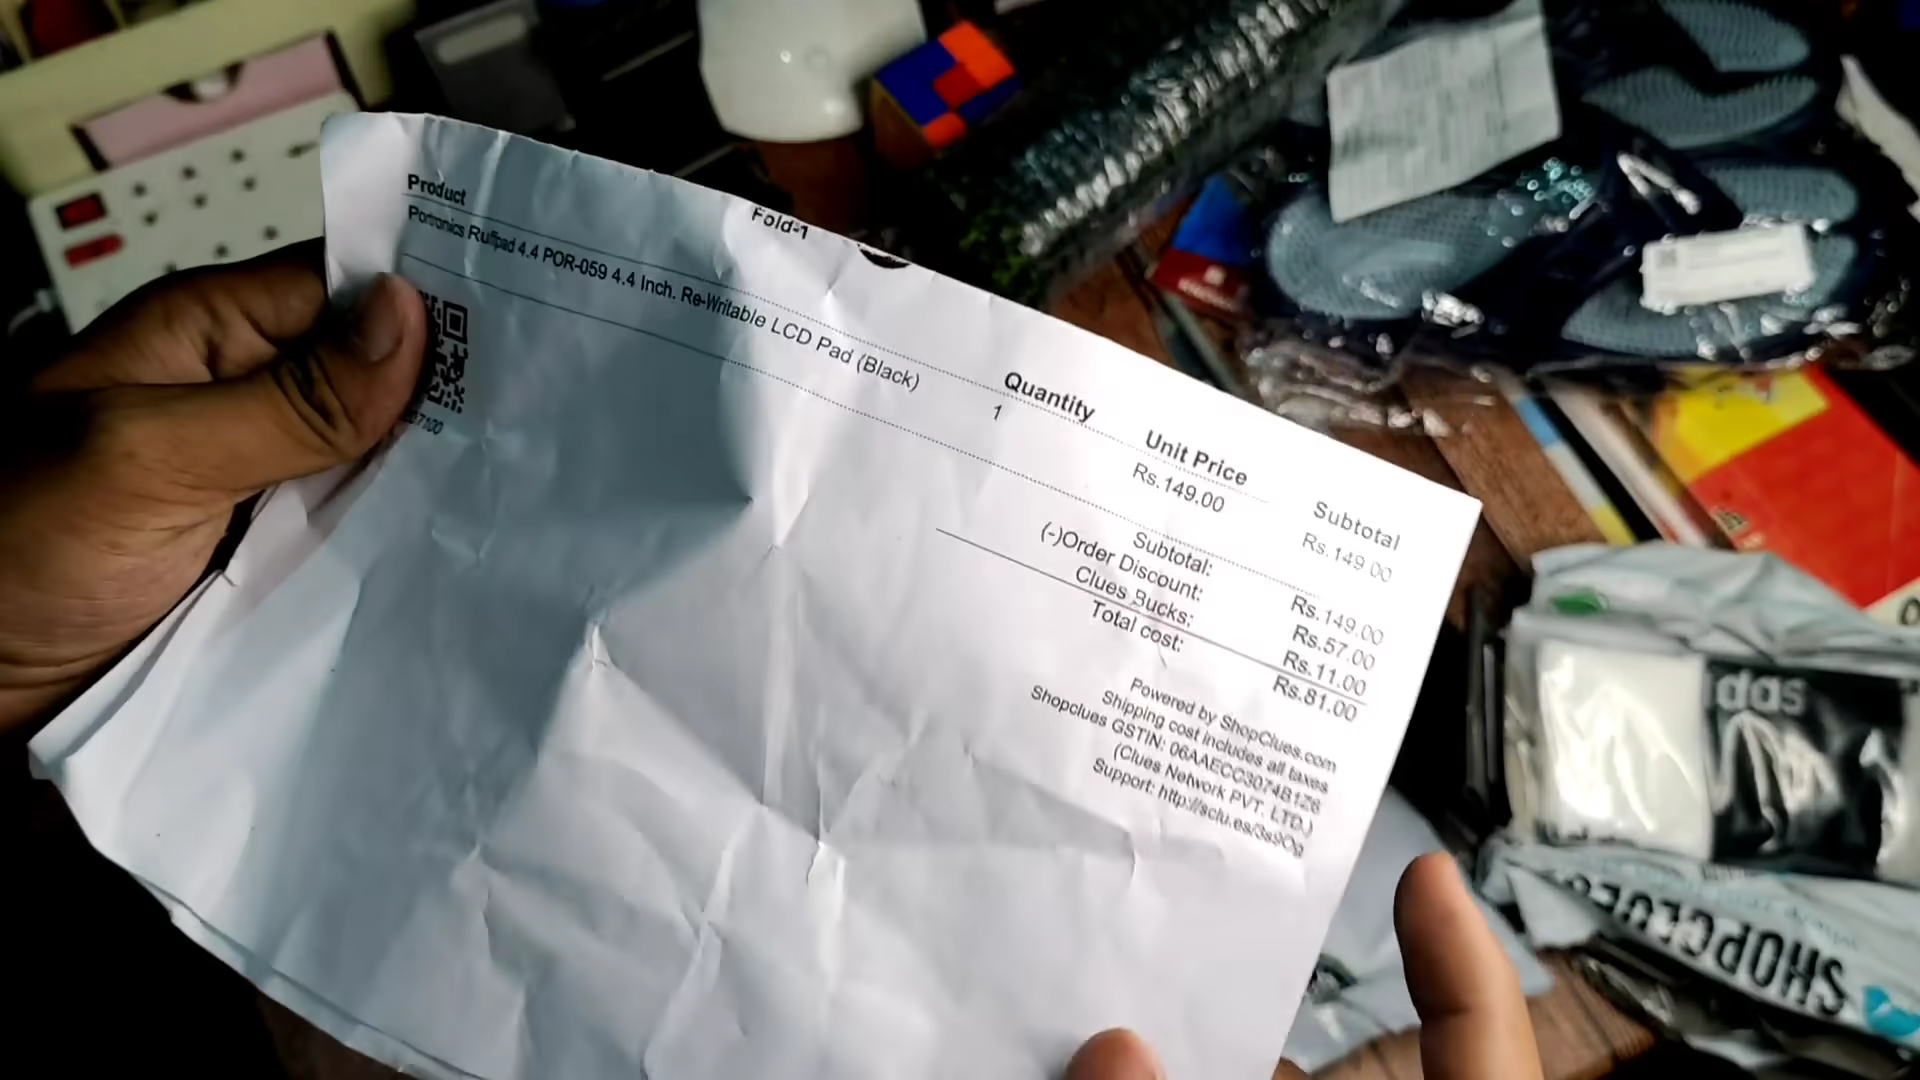 Fold-1
Product Quantity Unit Price Subtotal
Portronics Ruffpad 4.4 POR-059 4.4 Inch. Re-Writable LCD Pad (Black) 1 Rs.149.00 Rs.149.00
Subtotal: Rs.149.00
(-)Order Discount: Rs.57.00
Clues Bucks: Rs.11.00
Total cost: Rs.81.00
Powered by ShopClues.com
Shipping cost includes all taxes
Shopclues GSTIN: 06AAECC3074B1Z6
(Clues Network PVT. LTD.)
Support: http://sclu.es/3s9Og
das
SHOPCLUES